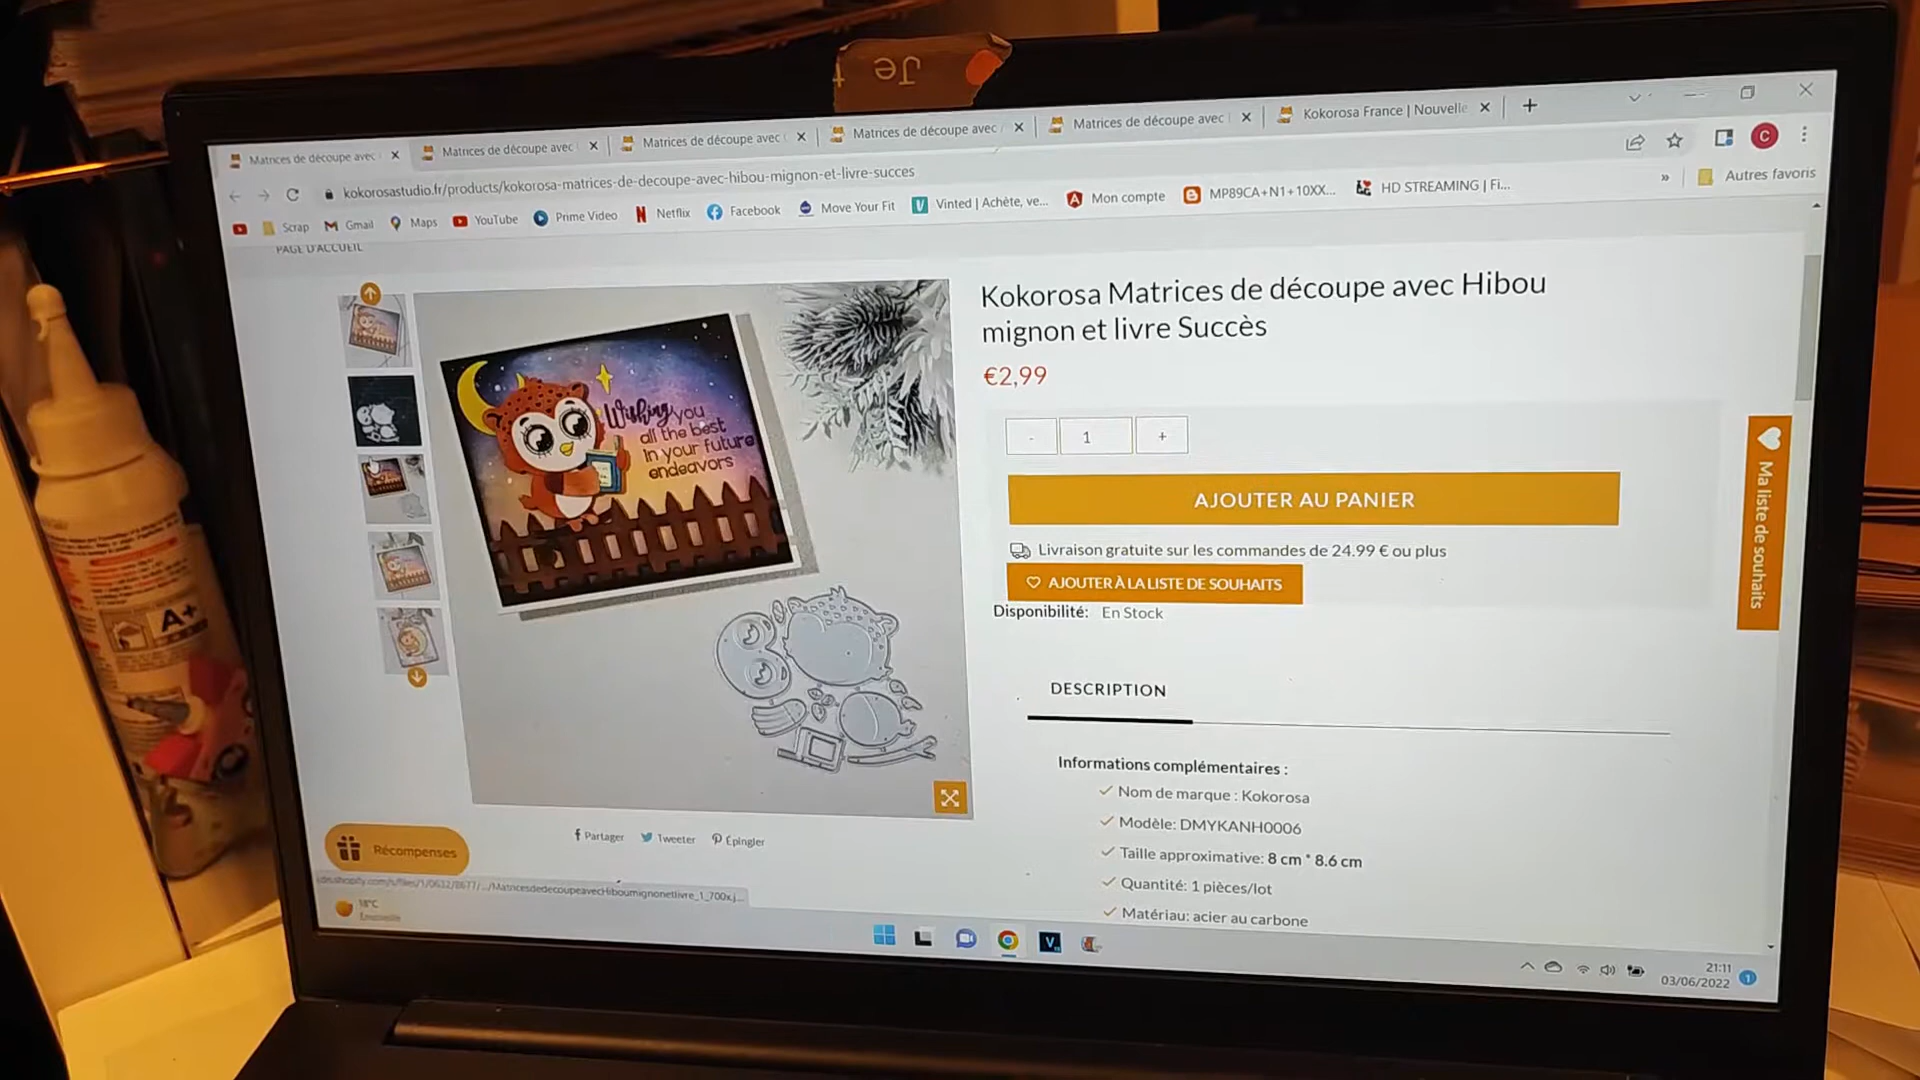 Je
Matrices de découpe avec
Matrices de découpe avec
Matrices de découpe avec
Matrices de découpe avec
Matrices de découpe avec
Kokorosa France | Nouvelle
kokorosastudio.fr/products/kokorosa-matrices-de-decoupe-avec-hibou-mignon-et-livre-succes
Scrap
Gmail
Maps
YouTube
Prime Video
Netflix
Facebook
Move Your Fit
Vinted | Achète, ve...
Mon compte
MP89CA+N1+10XX...
HD STREAMING | Fi...
»
Autres favoris
PAGE D'ACCUEIL
Kokorosa Matrices de découpe avec Hibou
mignon et livre Succès
€2,99
- 1 +
AJOUTER AU PANIER
Livraison gratuite sur les commandes de 24.99 € ou plus
AJOUTER À LA LISTE DE SOUHAITS
Disponibilité: En Stock
Ma liste de souhaits
Wishing you
all the best
in your future
endeavors
DESCRIPTION
Informations complémentaires :
Nom de marque : Kokorosa
Modèle: DMYKANH0006
Taille approximative: 8 cm * 8.6 cm
Quantité: 1 pièces/lot
Matériau: acier au carbone
Partager
Tweeter
Épingler
Récompenses
18°C
Ensoleillé
21:11
03/06/2022
1
A+